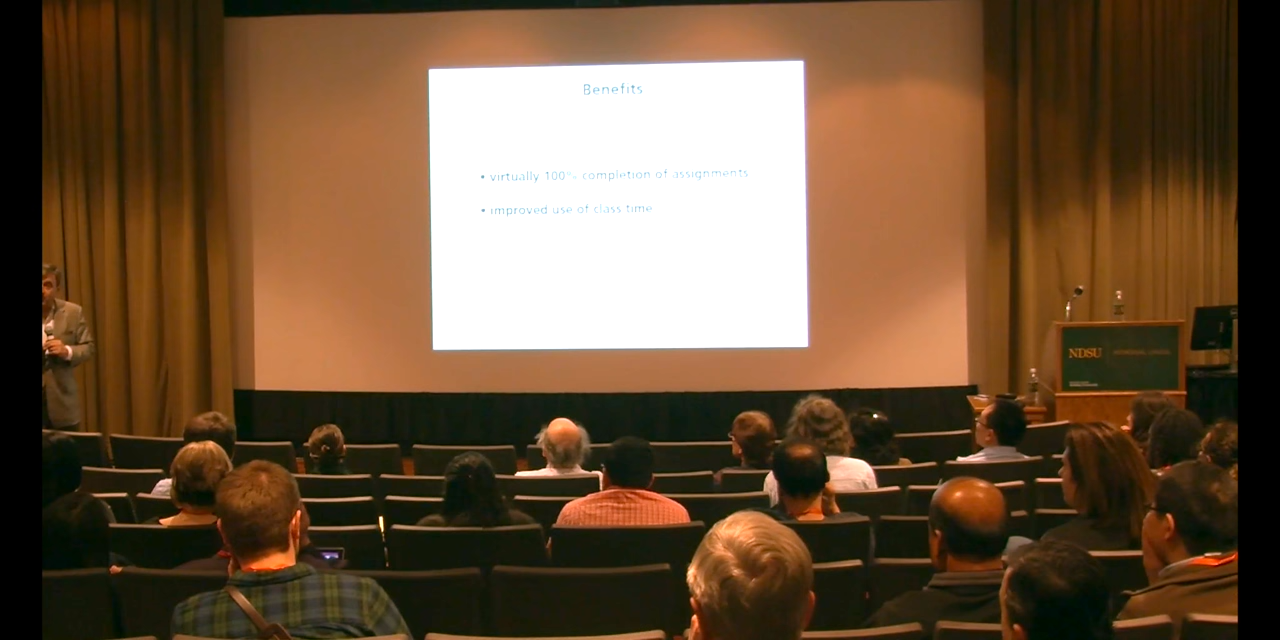 Benefits
• virtually 100% completion of assignments
• improved use of class time
NDSU